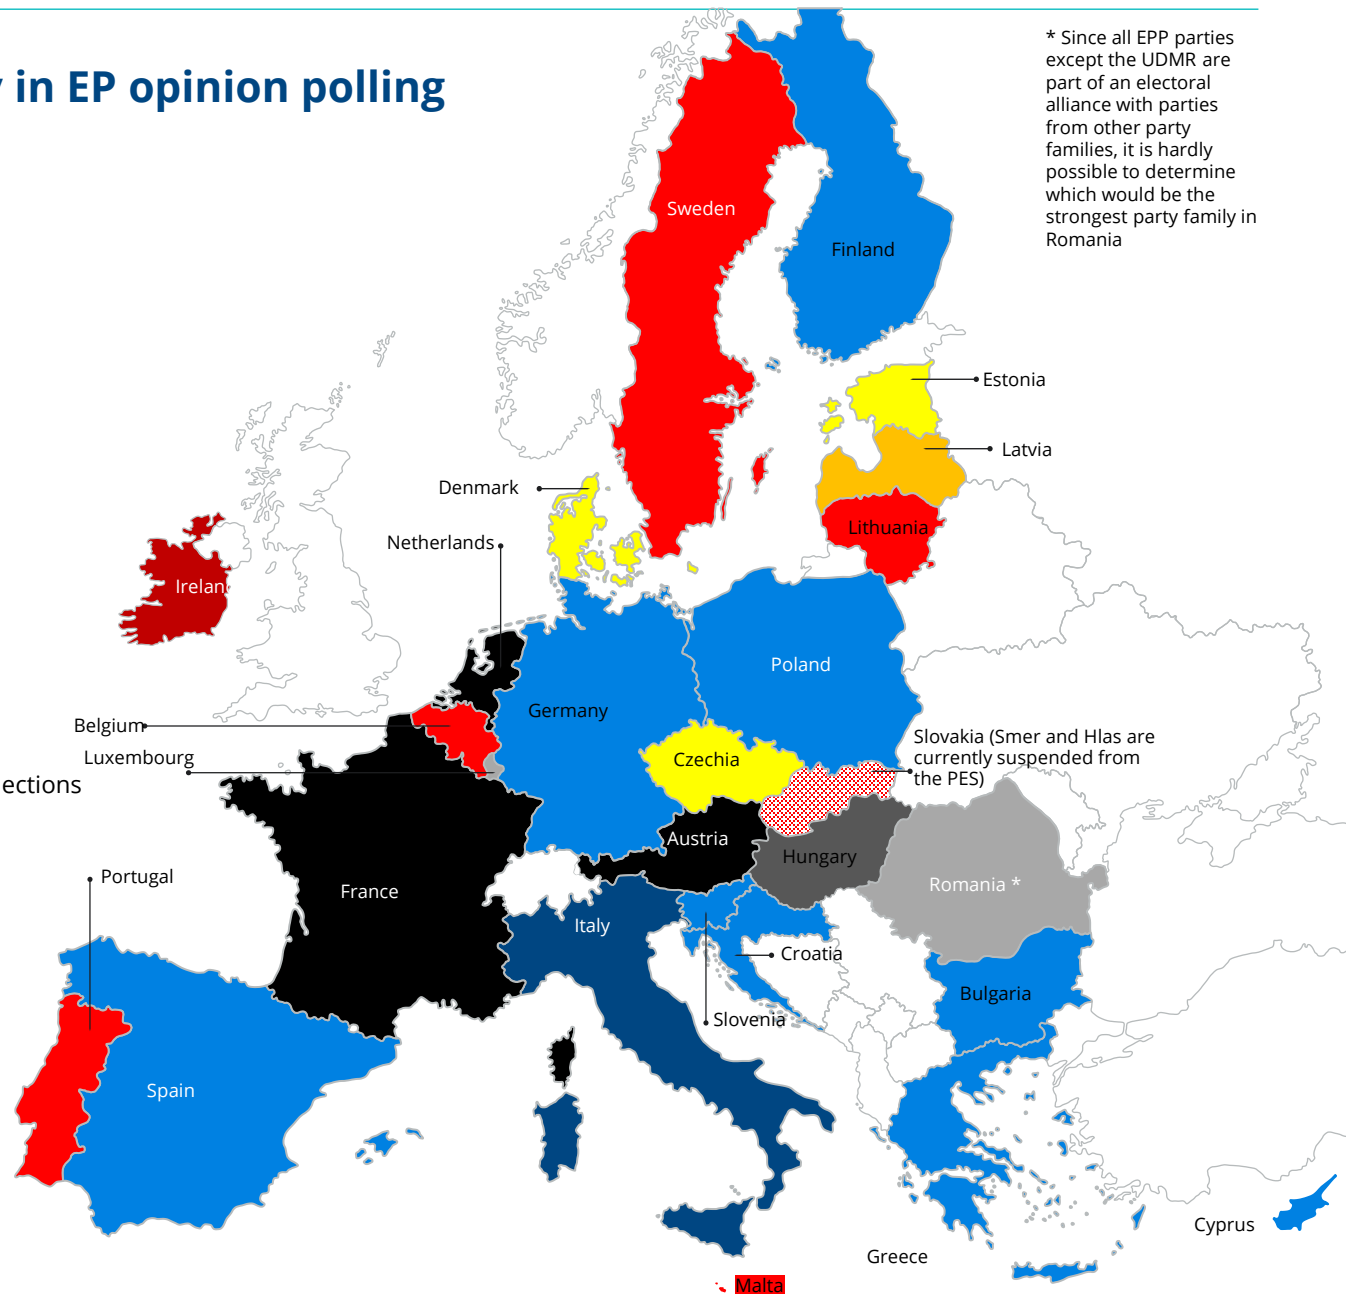 in EP opinion polling
* Since all EPP parties
except the UDMR are
part of an electoral
alliance with parties
from other party
families, it is hardly
possible to determine
which would be the
strongest party family in
Romania
Sweden
Finland
Estonia
Latvia
Denmark
Lithuania
Netherlands
Irelan
Poland
Germany
Belgium
Luxembourg
Slovakia (Smer and Hlas are
currently suspended from
the PES)
Czechia
ections
Austria
Hungary
Portugal
France
Romania *
Italy
Croatia
Bulgaria
Slovenia
Spain
Cyprus
Greece
Malta